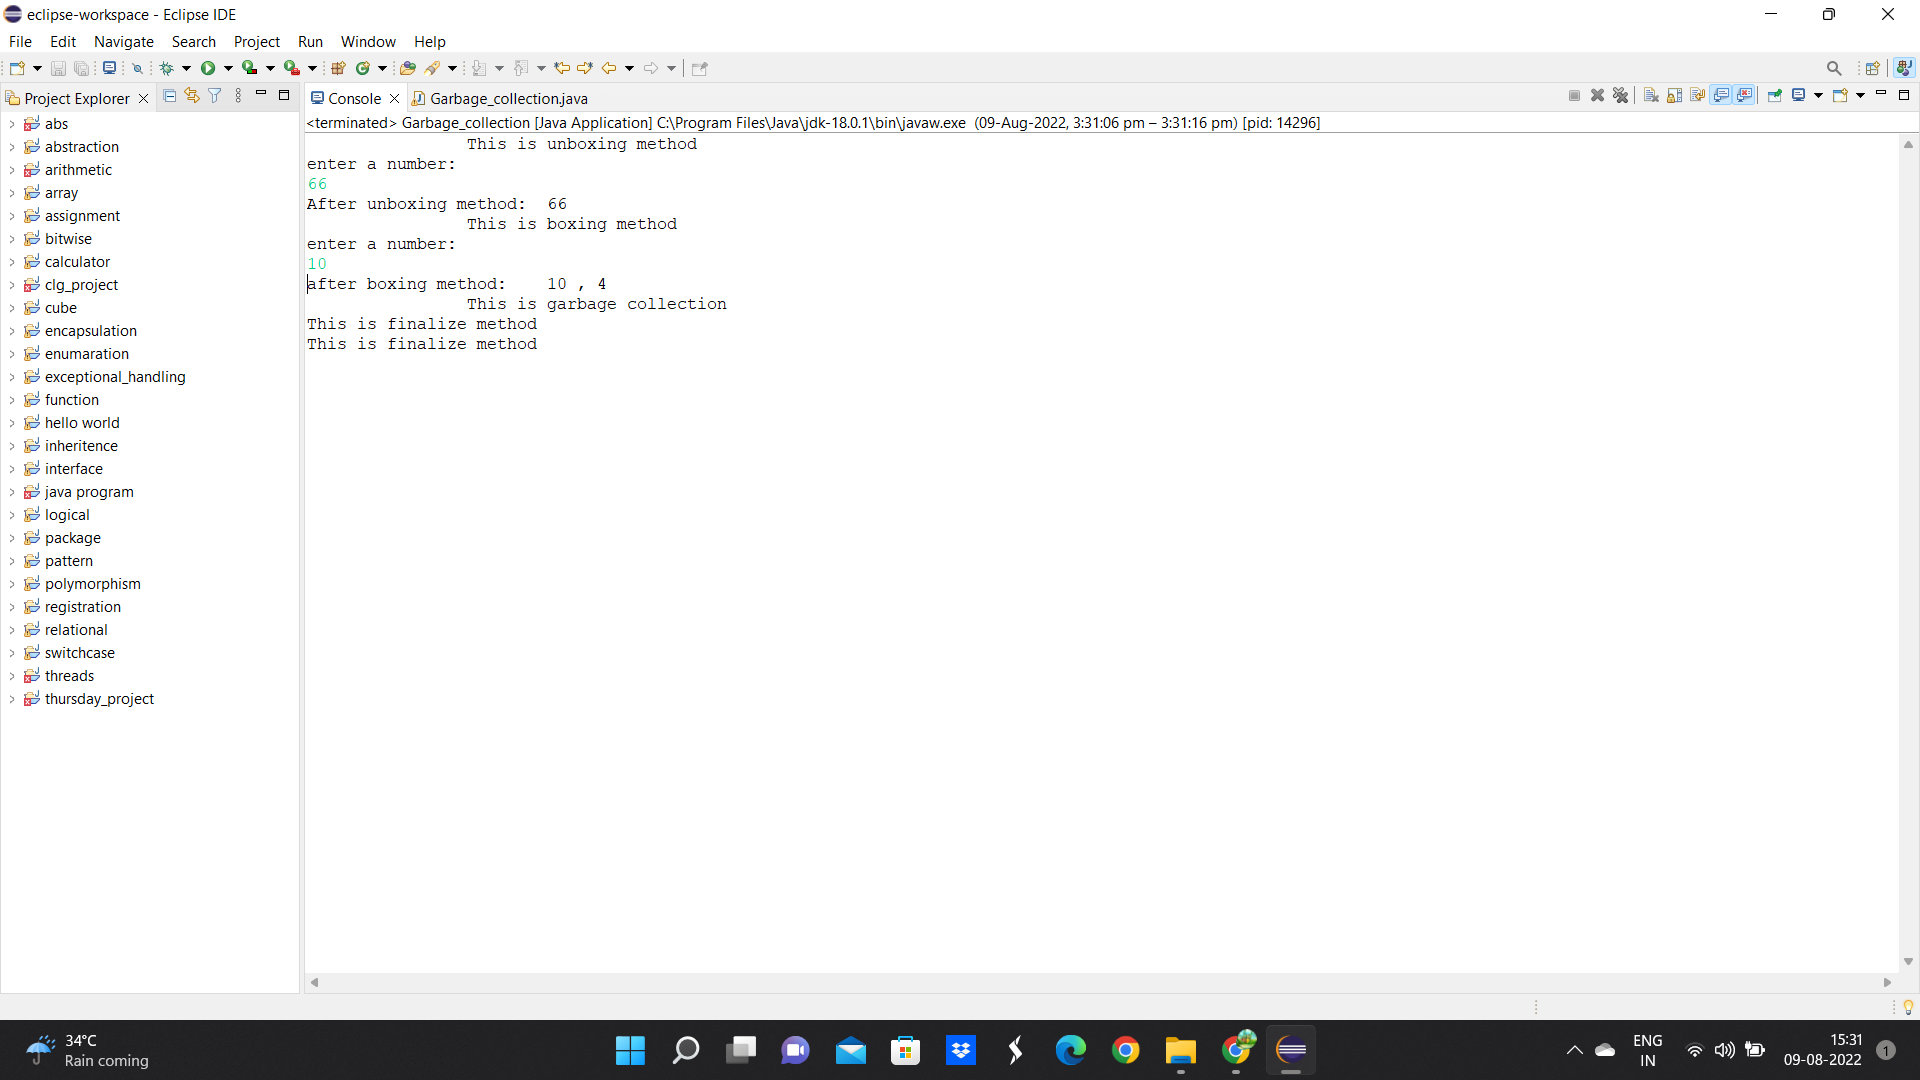 eclipse-workspace - Eclipse IDE
File Edit Navigate Search Project Run Window Help
Project Explorer
abs
abstraction
arithmetic
array
assignment
bitwise
calculator
clg_project
cube
encapsulation
enumaration
exceptional_handling
function
hello world
inheritence
interface
java program
logical
package
pattern
polymorphism
registration
relational
switchcase
threads
thursday_project
Console Garbage_collection.java
<terminated> Garbage_collection [Java Application] C:\Program Files\Java\jdk-18.0.1\bin\javaw.exe (09-Aug-2022, 3:31:06 pm – 3:31:16 pm) [pid: 14296]
This is unboxing method
enter a number:
66
After unboxing method: 66
This is boxing method
enter a number:
10
after boxing method: 10 , 4
This is garbage collection
This is finalize method
This is finalize method
34°C
Rain coming
ENG
IN
15:31
09-08-2022
1